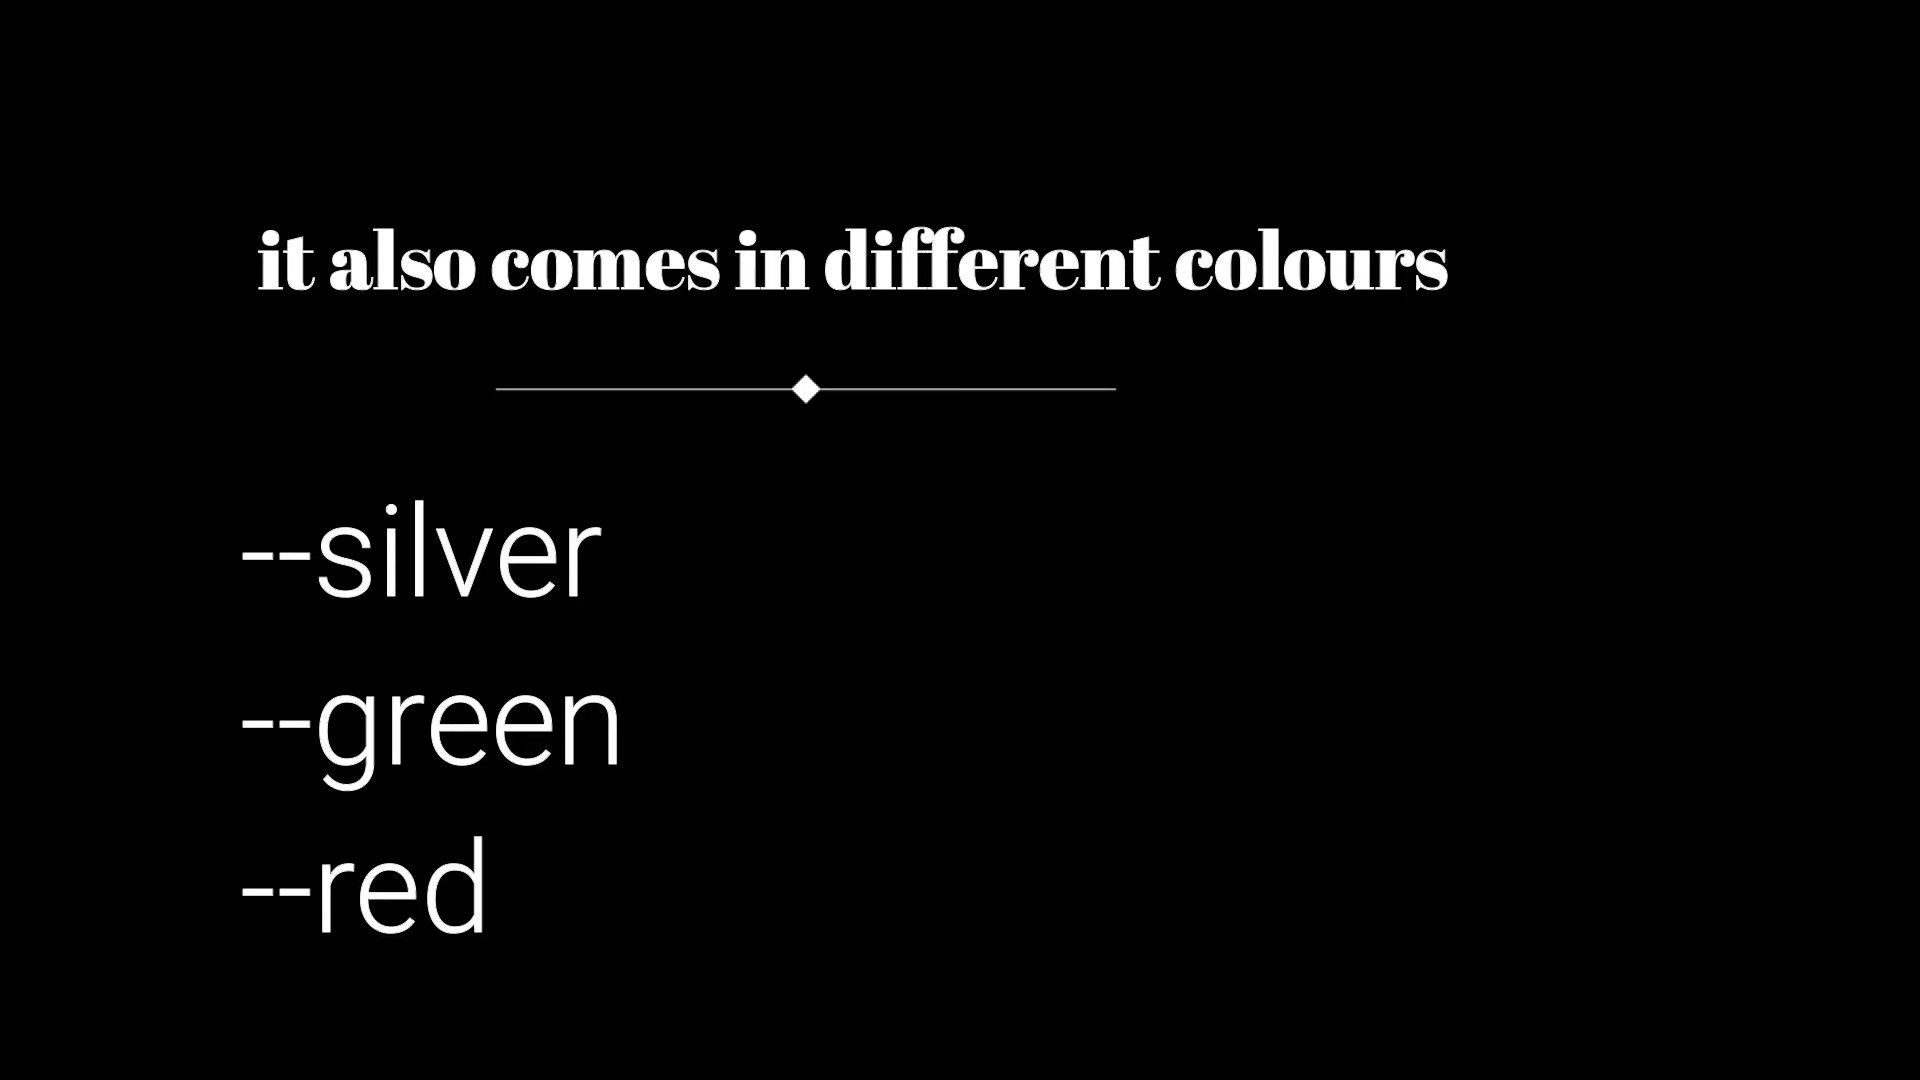 it also comes in different colours
--silver
--green
--red